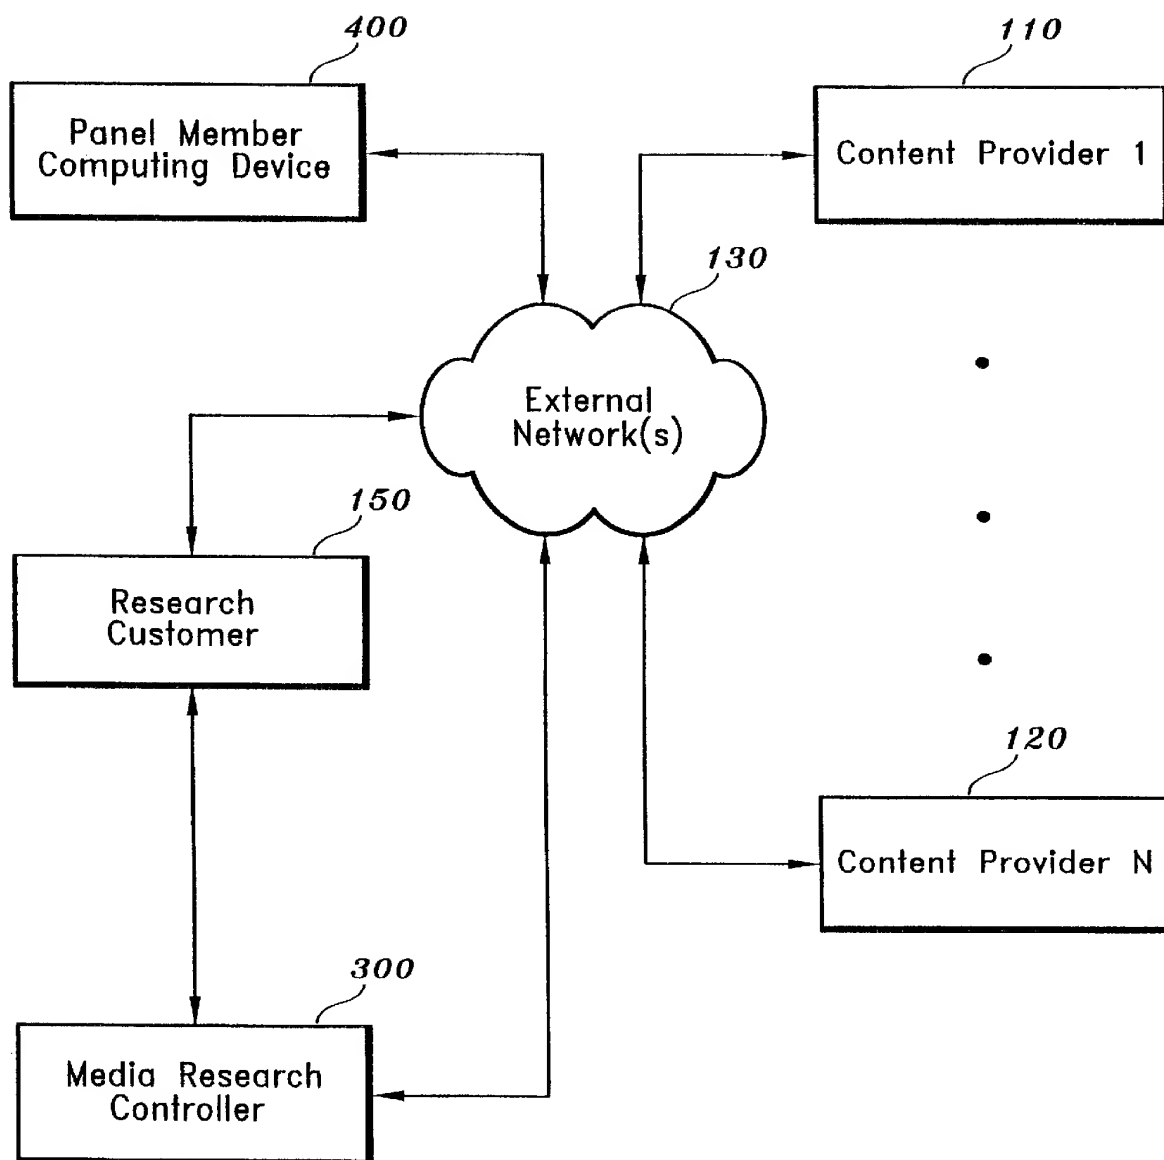 400
110
Panel Member
Computing Device
Content Provider 1
130
External
Network(s)
150
Research
Customer
120
Content Provider N
300
Media Research
Controller